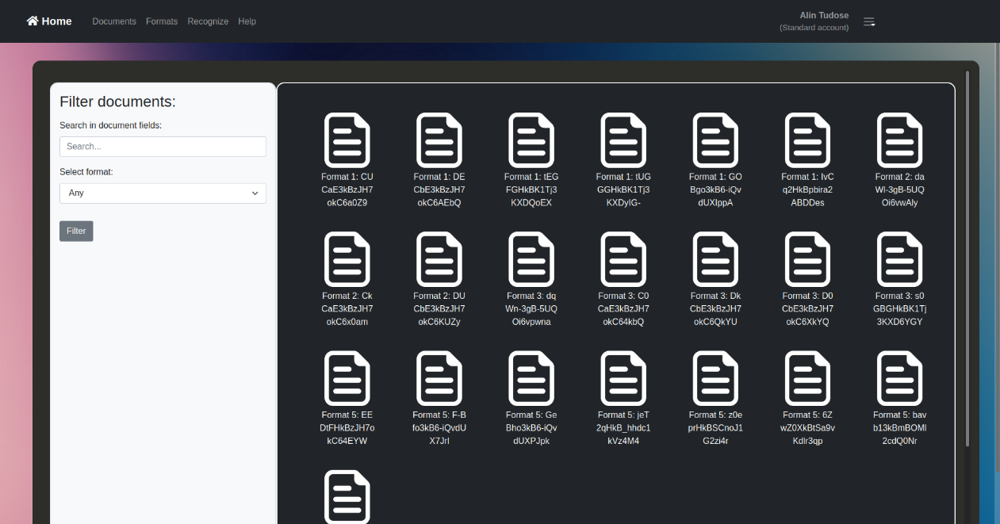 Home
Documents Formats Recognize Help
Alin Tudose
(Standard account)
Filter documents:
Search in document fields:
Search...
Select format:
Any
Filter
Format 1: CU
CaE3kBzJH7
okC6a0Z9
Format 1: DE
CbE3kBzJH7
okC6AEbQ
Format 1: tEG
FGHkBK1Tj3
KXDQoEX
Format 1: tUG
GGHkBK1Tj3
KXDyIG-
Format 1: GO
Bgo3kB6-iQv
dUXIppA
Format 1: IvC
q2HkBpbira2
ABDDes
Format 2: da
Wl-3gB-5UQ
Oi6vwAly
Format 2: Ck
CaE3kBzJH7
okC6x0am
Format 2: DU
CbE3kBzJH7
okC6KUZy
Format 3: dq
Wn-3gB-5UQ
Oi6vpwna
Format 3: C0
CaE3kBzJH7
okC64kbQ
Format 3: Dk
CbE3kBzJH7
okC6QkYU
Format 3: D0
CbE3kBzJH7
okC6XkYQ
Format 3: s0
GBGHkBK1Tj
3KXD6YGY
Format 5: EE
DtFHkBzJH7o
kC64EYW
Format 5: F-B
fo3kB6-iQvdU
X7JrI
Format 5: Ge
Bho3kB6-iQv
dUXPJpk
Format 5: jeT
2qHkB_hhdc1
kVz4M4
Format 5: z0e
prHkBSCnoJ1
G2zi4r
Format 5: 6Z
wZ0XkBtSa9v
Kdlr3qp
Format 5: bav
b13kBmBOMl
2cdQ0Nr